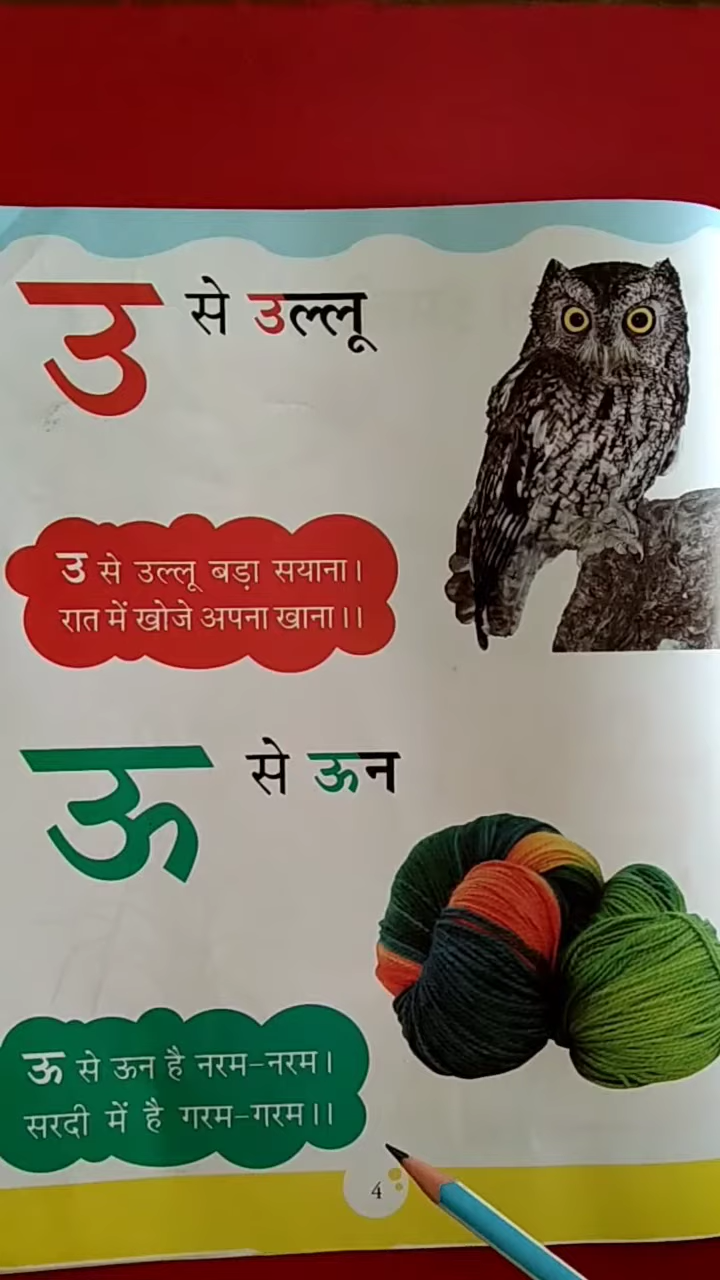 उ से उल्लू
उ से उल्लू बड़ा सयाना।
रात में खोजे अपना खाना।।
ऊ से ऊन
ऊ से ऊन है नरम-नरम।
सरदी में है गरम-गरम।।
4